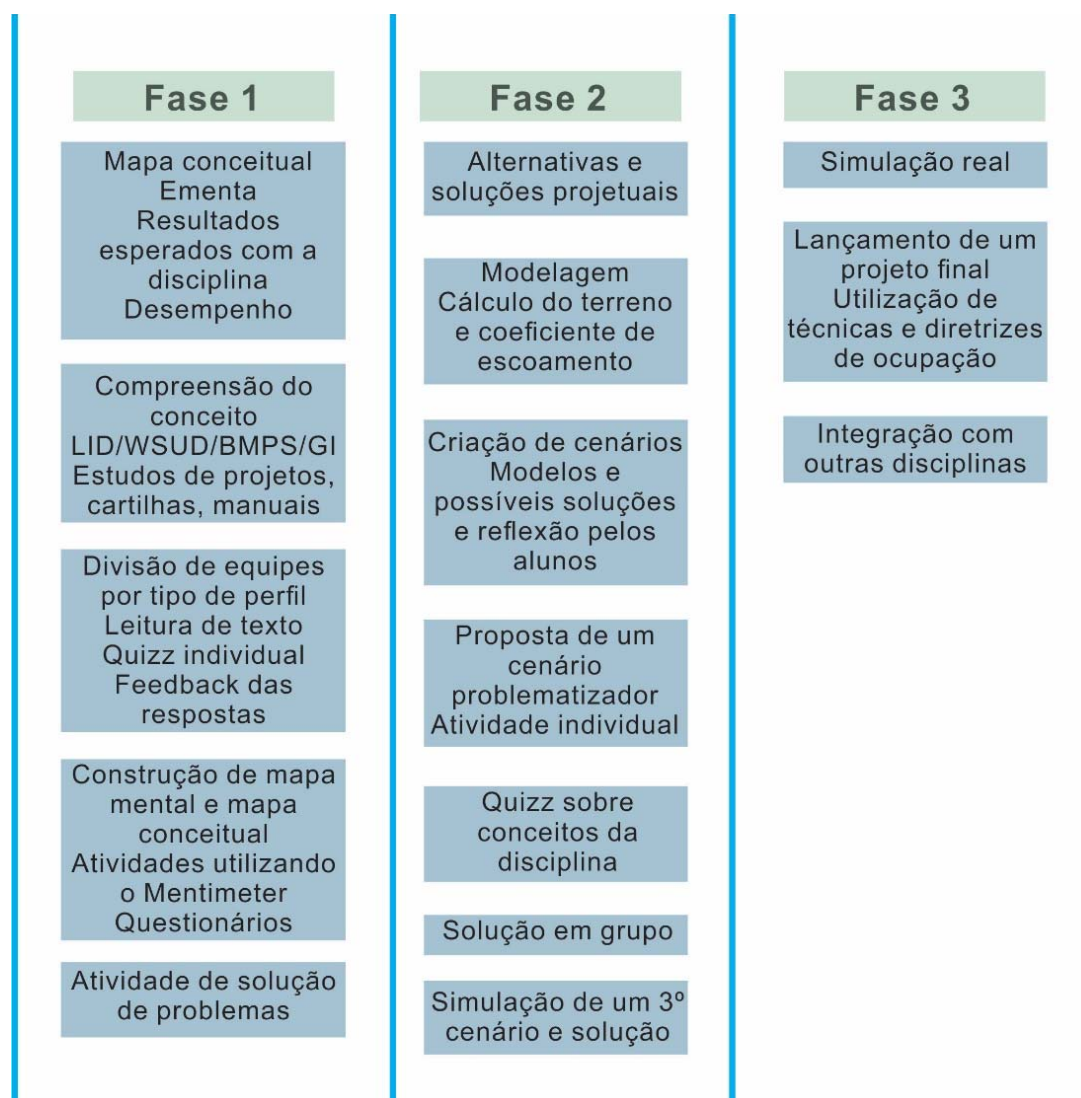 Fase 1
Mapa conceitual
Ementa
Resultados
esperados com a
disciplina
Desempenho
Compreensão do
conceito
LID/WSUD/BMPS/GI
Estudos de projetos,
cartilhas, manuais
Divisão de equipes
por tipo de perfil
Leitura de texto
Quizz individual
Feedback das
respostas
Construção de mapa
mental e mapa
conceitual
Atividades utilizando
o Mentimeter
Questionários
Atividade de solução
de problemas
Fase 2
Alternativas e
soluções projetuais
Modelagem
Cálculo do terreno
e coeficiente de
escoamento
Criação de cenários
Modelos e
possíveis soluções
e reflexão pelos
alunos
Proposta de um
cenário
problematizador
Atividade individual
Quizz sobre
conceitos da
disciplina
Solução em grupo
Simulação de um 3º
cenário e solução
Fase 3
Simulação real
Lançamento de um
projeto final
Utilização de
técnicas e diretrizes
de ocupação
Integração com
outras disciplinas